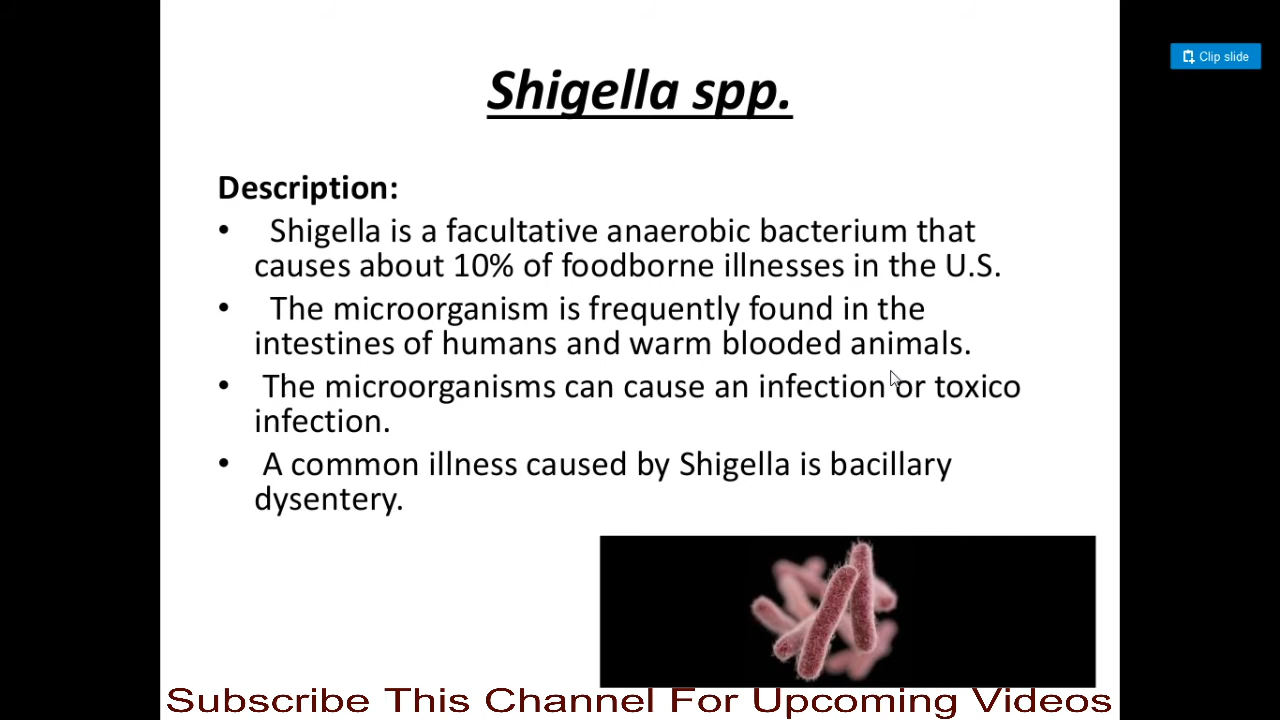 Clip slide
Shigella spp.
Description:
• Shigella is a facultative anaerobic bacterium that
causes about 10% of foodborne illnesses in the U.S.
• The microorganism is frequently found in the
intestines of humans and warm blooded animals.
• The microorganisms can cause an infection or toxico
infection.
• A common illness caused by Shigella is bacillary
dysentery.
Subscribe This Channel For Upcoming Videos